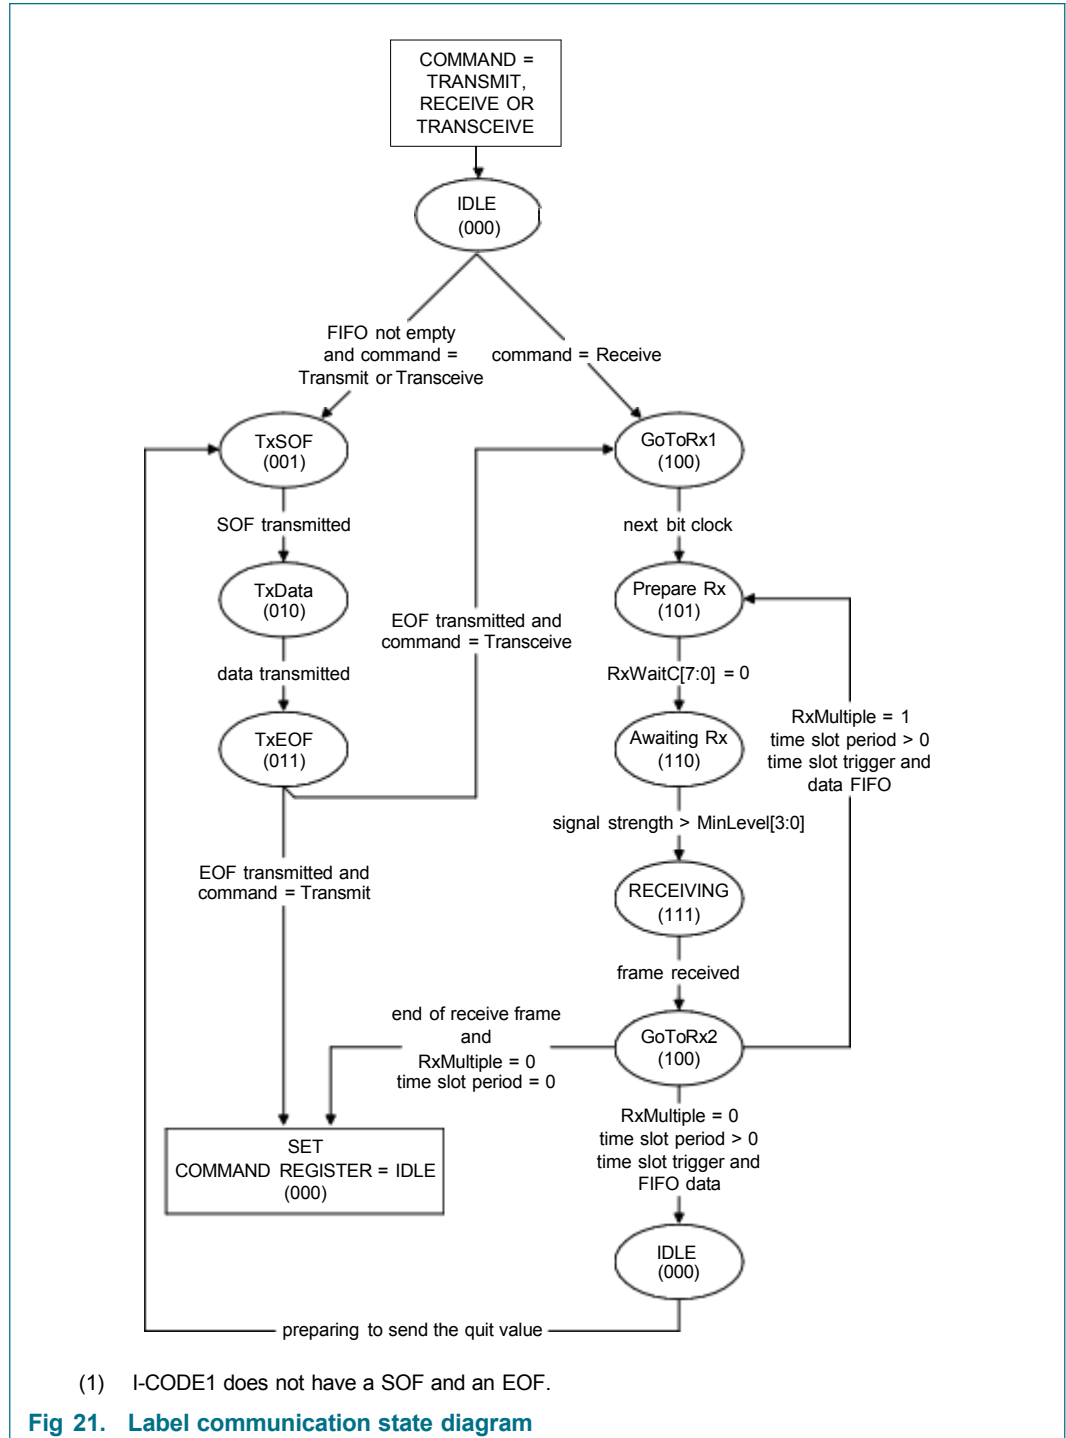 COMMAND =
TRANSMIT,
RECEIVE OR
TRANSCEIVE
IDLE
(000)
FIFO not empty
and command =
Transmit or Transceive
command = Receive
TxSOF
(001)
GoToRx1
(100)
SOF transmitted
next bit clock
TxData
(010)
Prepare Rx
(101)
EOF transmitted and
command = Transceive
data transmitted
RxWaitC[7:0] = 0
TxEOF
(011)
Awaiting Rx
(110)
RxMultiple = 1
time slot period > 0
time slot trigger and
data FIFO
signal strength > MinLevel[3:0]
EOF transmitted and
command = Transmit
RECEIVING
(111)
frame received
end of receive frame
and
RxMultiple = 0
time slot period = 0
GoToRx2
(100)
RxMultiple = 0
time slot period > 0
time slot trigger and
FIFO data
SET
COMMAND REGISTER = IDLE
(000)
IDLE
(000)
preparing to send the quit value
(1) I-CODE1 does not have a SOF and an EOF.
Fig 21. Label communication state diagram